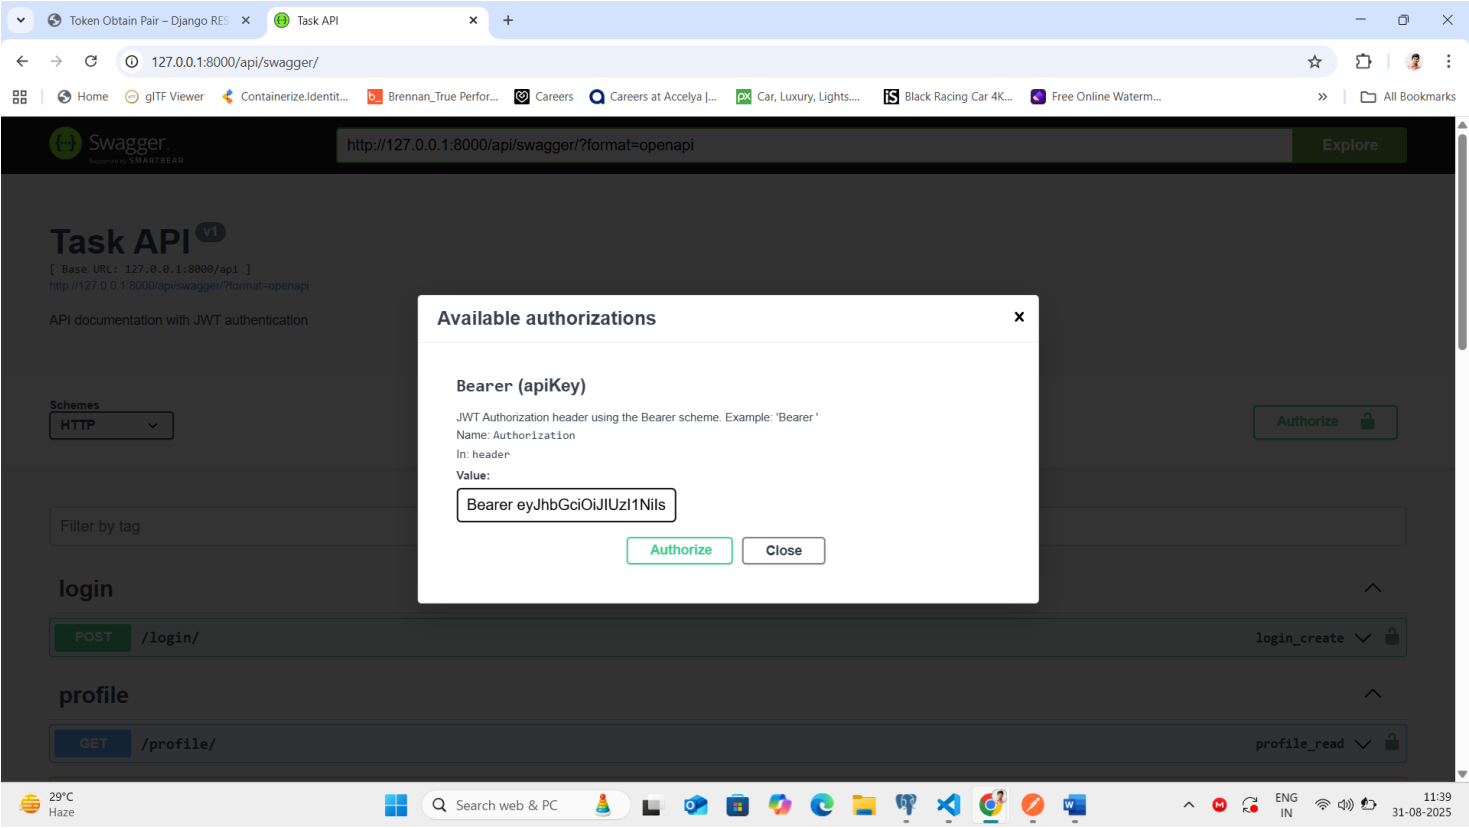 Token Obtain Pair – Django RES
Task API
127.0.0.1:8000/api/swagger/
Home
glTF Viewer
Containerize.Identit...
Brennan_True Perfor...
Careers
Careers at Accelya |...
Car, Luxury, Lights....
Black Racing Car 4K...
Free Online Waterm...
All Bookmarks
Swagger.
Supported by SMARTBEAR
http://127.0.0.1:8000/api/swagger/?format=openapi
Explore
Task API v1
[ Base URL: 127.0.0.1:8000/api ]
http://127.0.0.1:8000/api/swagger/?format=openapi
API documentation with JWT authentication
Available authorizations
Bearer (apiKey)
JWT Authorization header using the Bearer scheme. Example: 'Bearer '
Name: Authorization
In: header
Value:
Bearer eyJhbGciOiJIUzI1NiIs
Authorize
Close
Schemes
HTTP
Authorize
Filter by tag
login
POST
/login/
login_create
profile
GET
/profile/
profile_read
29°C
Haze
Search web & PC
ENG
IN
11:39
31-08-2025